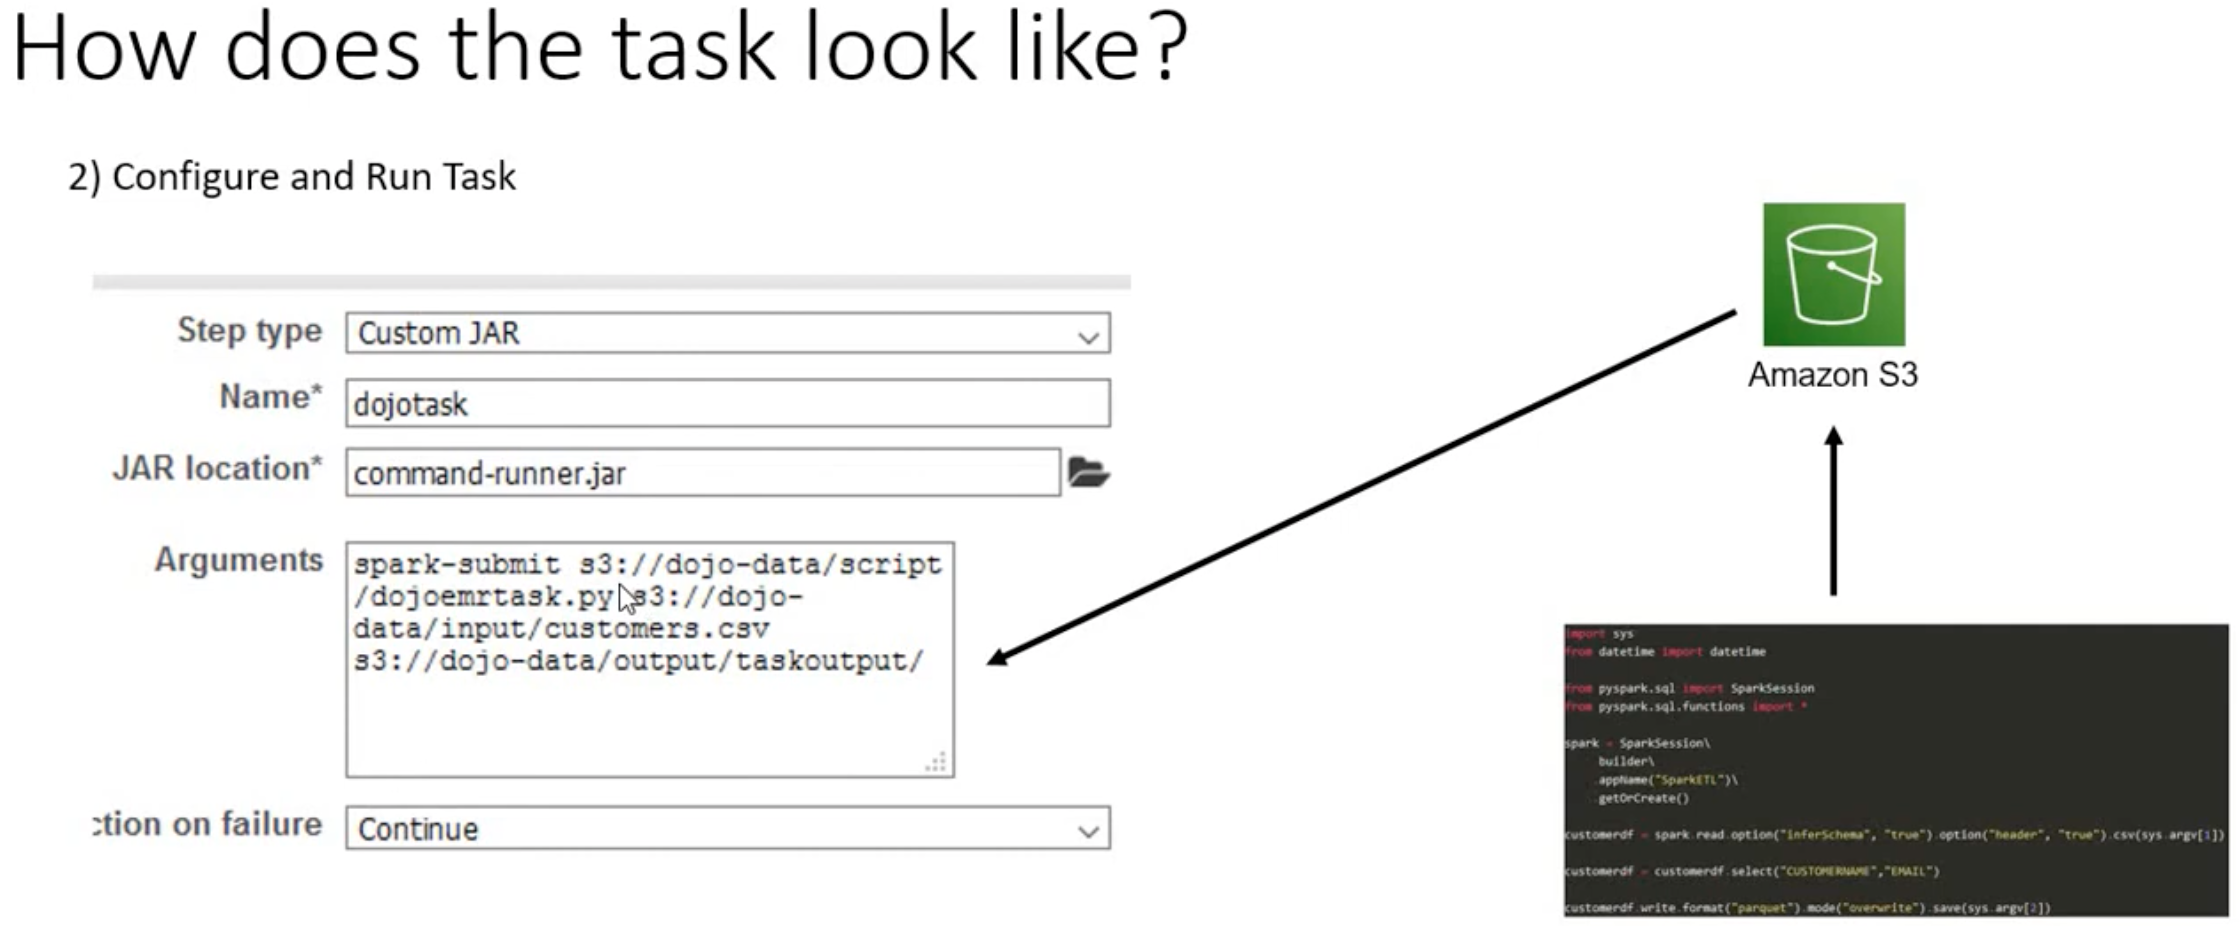 How does the task look like?
2) Configure and Run Task
Step type
Custom JAR
Name*
dojotask
JAR location*
command-runner.jar
Arguments
spark-submit s3://dojo-data/script
/dojoemrtask.py s3://dojo-
data/input/customers.csv
s3://dojo-data/output/taskoutput/
ction on failure
Continue
Amazon S3
import sys
from datetime import datetime
from pyspark.sql import SparkSession
from pyspark.sql.functions import *
spark = SparkSession\
builder\
appName("SparkETL")\
getOrCreate()
customerdf = spark.read.option("inferSchema", "true").option("header", "true").csv(sys.argv[1])
customerdf = customerdf.select("CUSTOMERNAME","EMAIL")
customerdf.write.format("parquet").mode("overwrite").save(sys.argv[2])